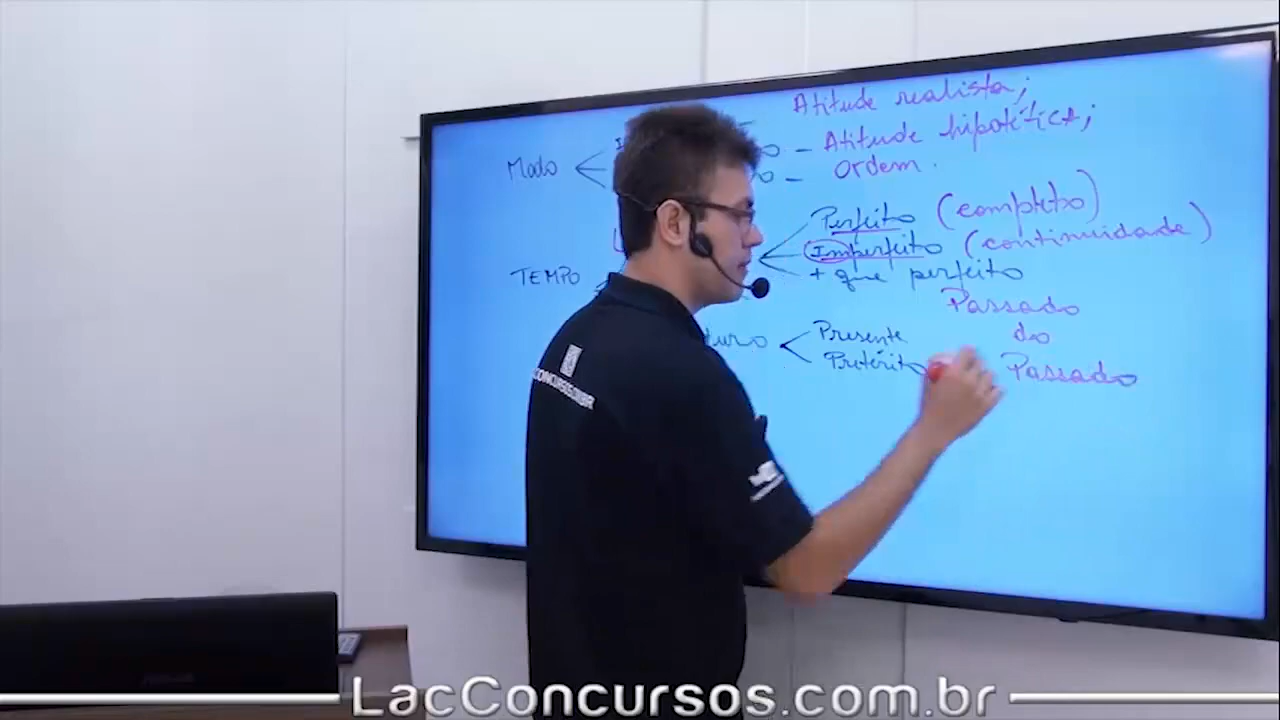 Atitude realista;
Modo - Atitude hipotética;
- ordem.
Perfeito (completo)
Imperfeito (continuidade)
TEMPO + que perfeito
Passado
do
Presente
Pretérito
Passado
LacConcursos.com.br